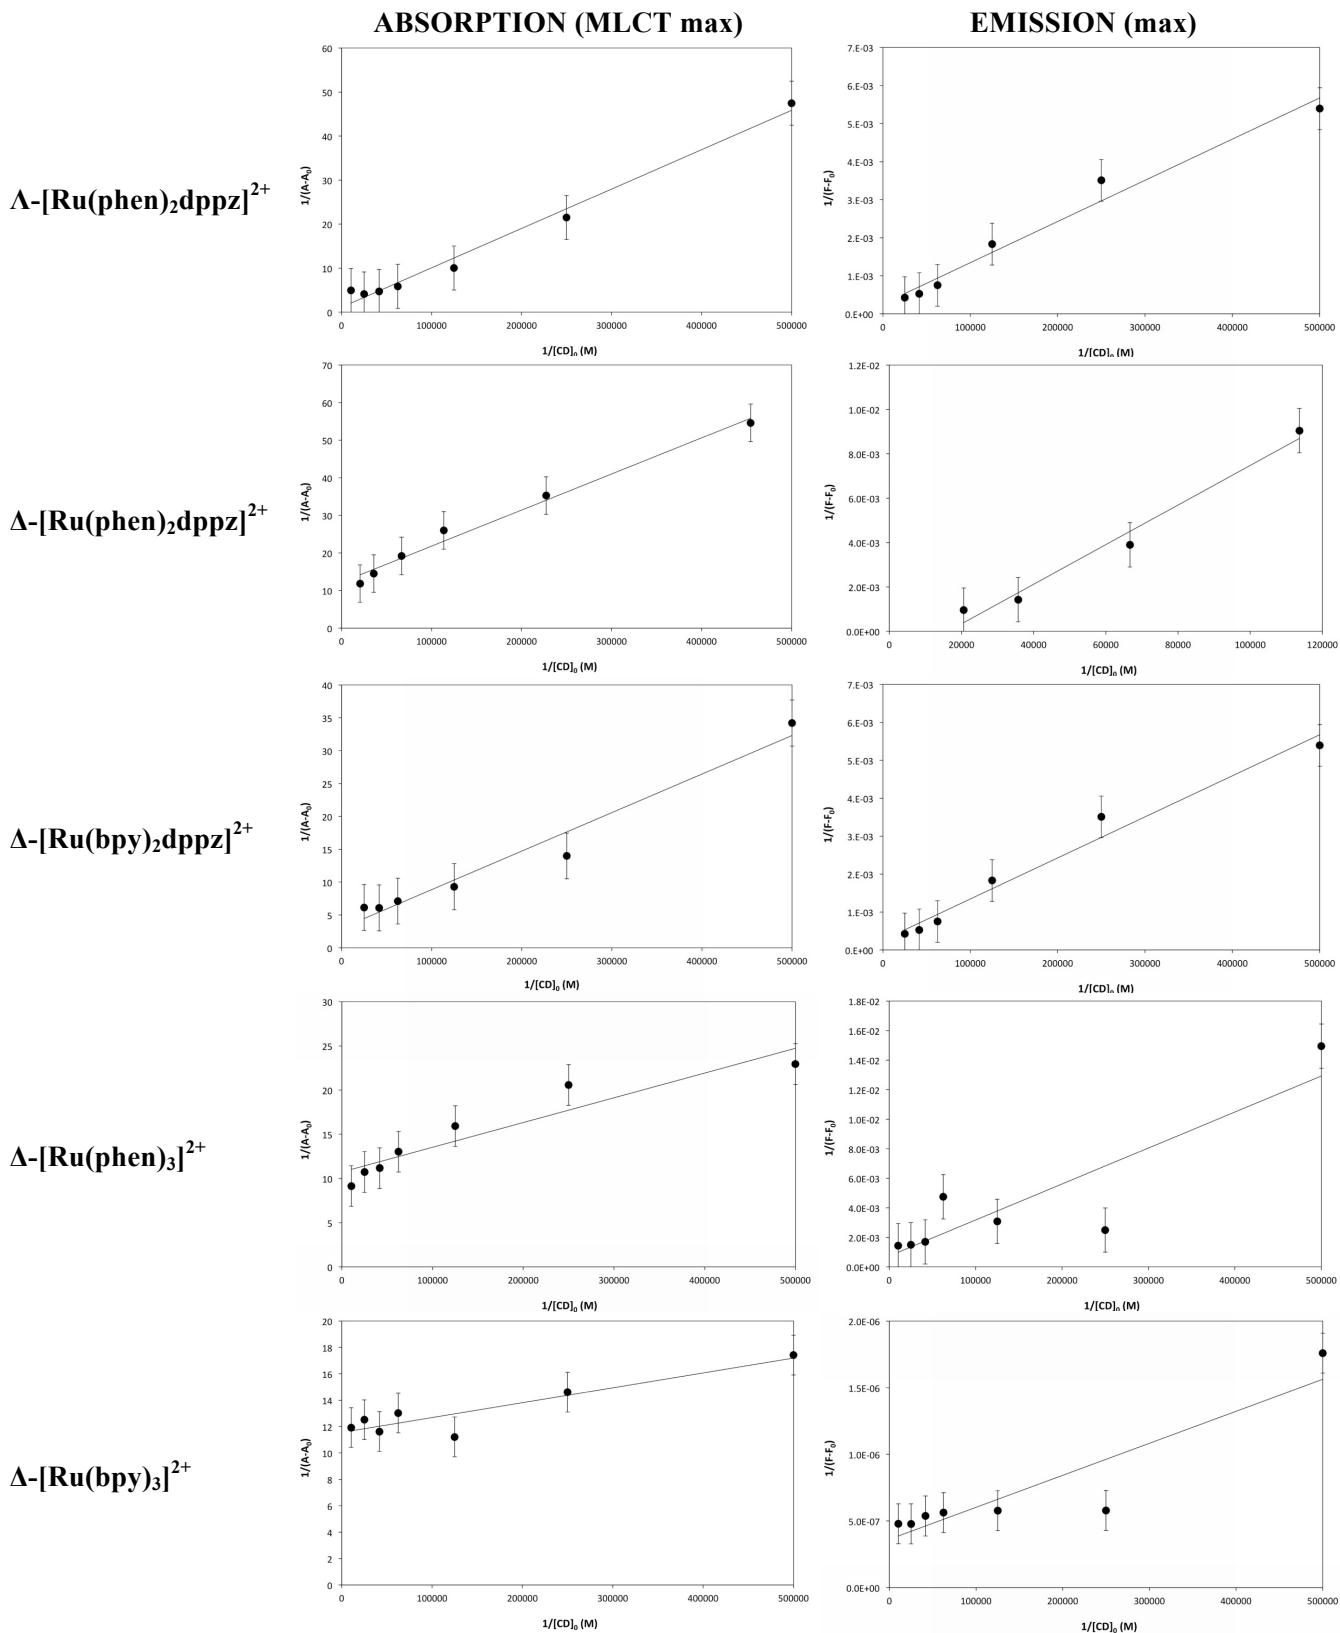 ABSORPTION (MLCT max)
EMISSION (max)
Λ-[Ru(phen)₂dppz]²⁺
1/(A-A₀)
60
50
40
30
20
10
0
0 100000 200000 300000 400000 500000
1/[CD]₀ (M)
1/(F-F₀)
7.E-03
6.E-03
5.E-03
4.E-03
3.E-03
2.E-03
1.E-03
0.E+00
0 100000 200000 300000 400000 500000
1/[CD]₀ (M)
Δ-[Ru(phen)₂dppz]²⁺
1/(A-A₀)
70
60
50
40
30
20
10
0
0 100000 200000 300000 400000 500000
1/[CD]₀ (M)
1/(F-F₀)
1.2E-02
1.0E-02
8.0E-03
6.0E-03
4.0E-03
2.0E-03
0.0E+00
0 20000 40000 60000 80000 100000 120000
1/[CD]₀ (M)
Δ-[Ru(bpy)₂dppz]²⁺
1/(A-A₀)
40
35
30
25
20
15
10
5
0
0 100000 200000 300000 400000 500000
1/[CD]₀ (M)
1/(F-F₀)
7.E-03
6.E-03
5.E-03
4.E-03
3.E-03
2.E-03
1.E-03
0.E+00
0 100000 200000 300000 400000 500000
1/[CD]₀ (M)
Δ-[Ru(phen)₃]²⁺
1/(A-A₀)
30
25
20
15
10
5
0
0 100000 200000 300000 400000 500000
1/[CD]₀ (M)
1/(F-F₀)
1.8E-02
1.6E-02
1.4E-02
1.2E-02
1.0E-02
8.0E-03
6.0E-03
4.0E-03
2.0E-03
0.0E+00
0 100000 200000 300000 400000 500000
1/[CD]₀ (M)
Δ-[Ru(bpy)₃]²⁺
1/(A-A₀)
20
18
16
14
12
10
8
6
4
2
0
0 100000 200000 300000 400000 500000
1/[CD]₀ (M)
1/(F-F₀)
2.0E-06
1.5E-06
1.0E-06
5.0E-07
0.0E+00
0 100000 200000 300000 400000 500000
1/[CD]₀ (M)